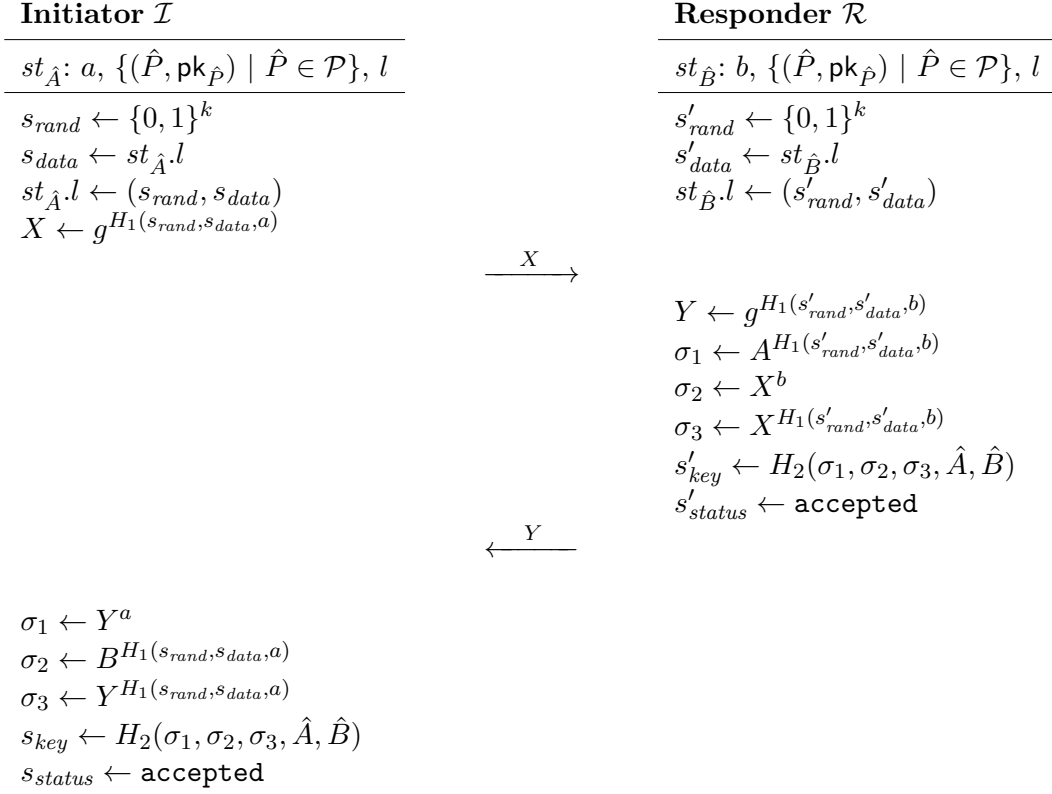 Initiator 𝓘
Responder 𝓡
st_Â: a, {(P̂, pk_P̂) | P̂ ∈ 𝒫}, l
st_B̂: b, {(P̂, pk_P̂) | P̂ ∈ 𝒫}, l
s_rand ← {0, 1}^k
s_data ← st_Â.l
st_Â.l ← (s_rand, s_data)
X ← g^{H_1(s_rand, s_data, a)}
s'_rand ← {0, 1}^k
s'_data ← st_B̂.l
st_B̂.l ← (s'_rand, s'_data)
X
Y ← g^{H_1(s'_rand, s'_data, b)}
σ_1 ← A^{H_1(s'_rand, s'_data, b)}
σ_2 ← X^b
σ_3 ← X^{H_1(s'_rand, s'_data, b)}
s'_key ← H_2(σ_1, σ_2, σ_3, Â, B̂)
s'_status ← accepted
Y
σ_1 ← Y^a
σ_2 ← B^{H_1(s_rand, s_data, a)}
σ_3 ← Y^{H_1(s_rand, s_data, a)}
s_key ← H_2(σ_1, σ_2, σ_3, Â, B̂)
s_status ← accepted